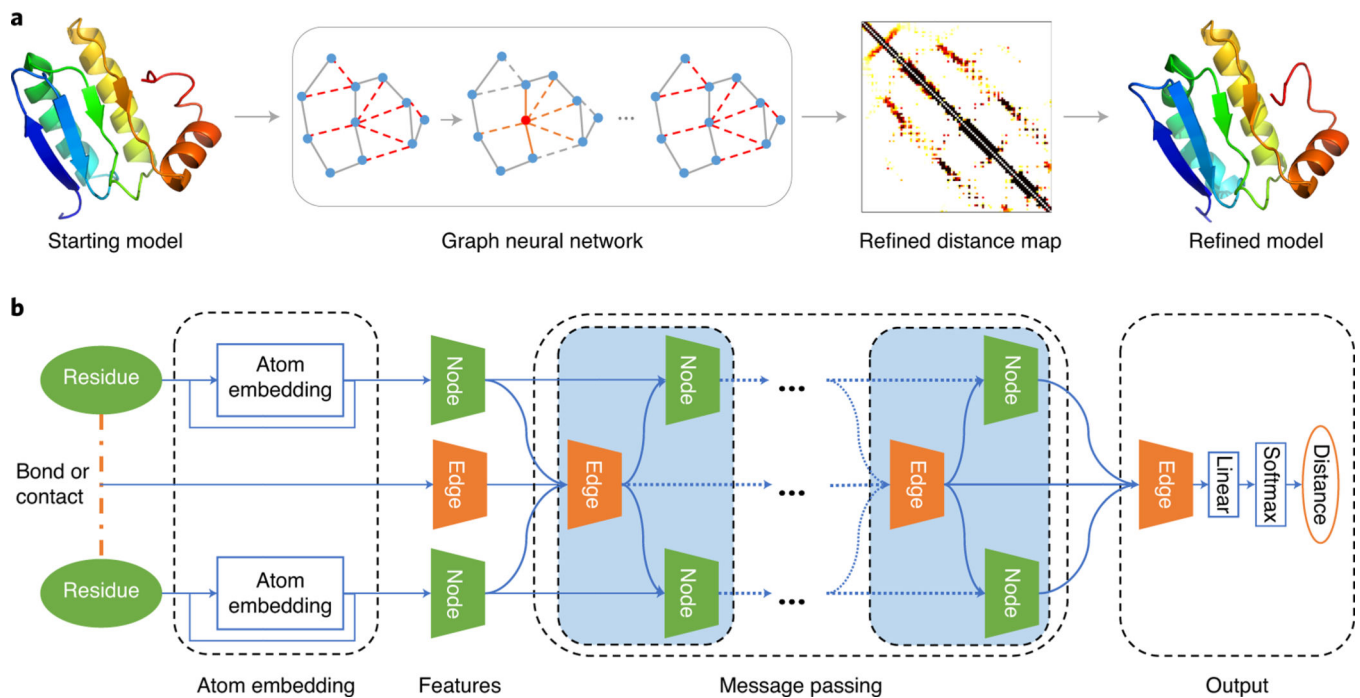 a
Starting model
Graph neural network
Refined distance map
Refined model
...
b
Residue
Bond or
contact
Residue
Atom
embedding
Atom
embedding
Atom embedding
Node
Edge
Node
Features
Edge
Node
Node
...
...
...
Edge
Node
Node
Message passing
Edge
Linear
Softmax
Distance
Output